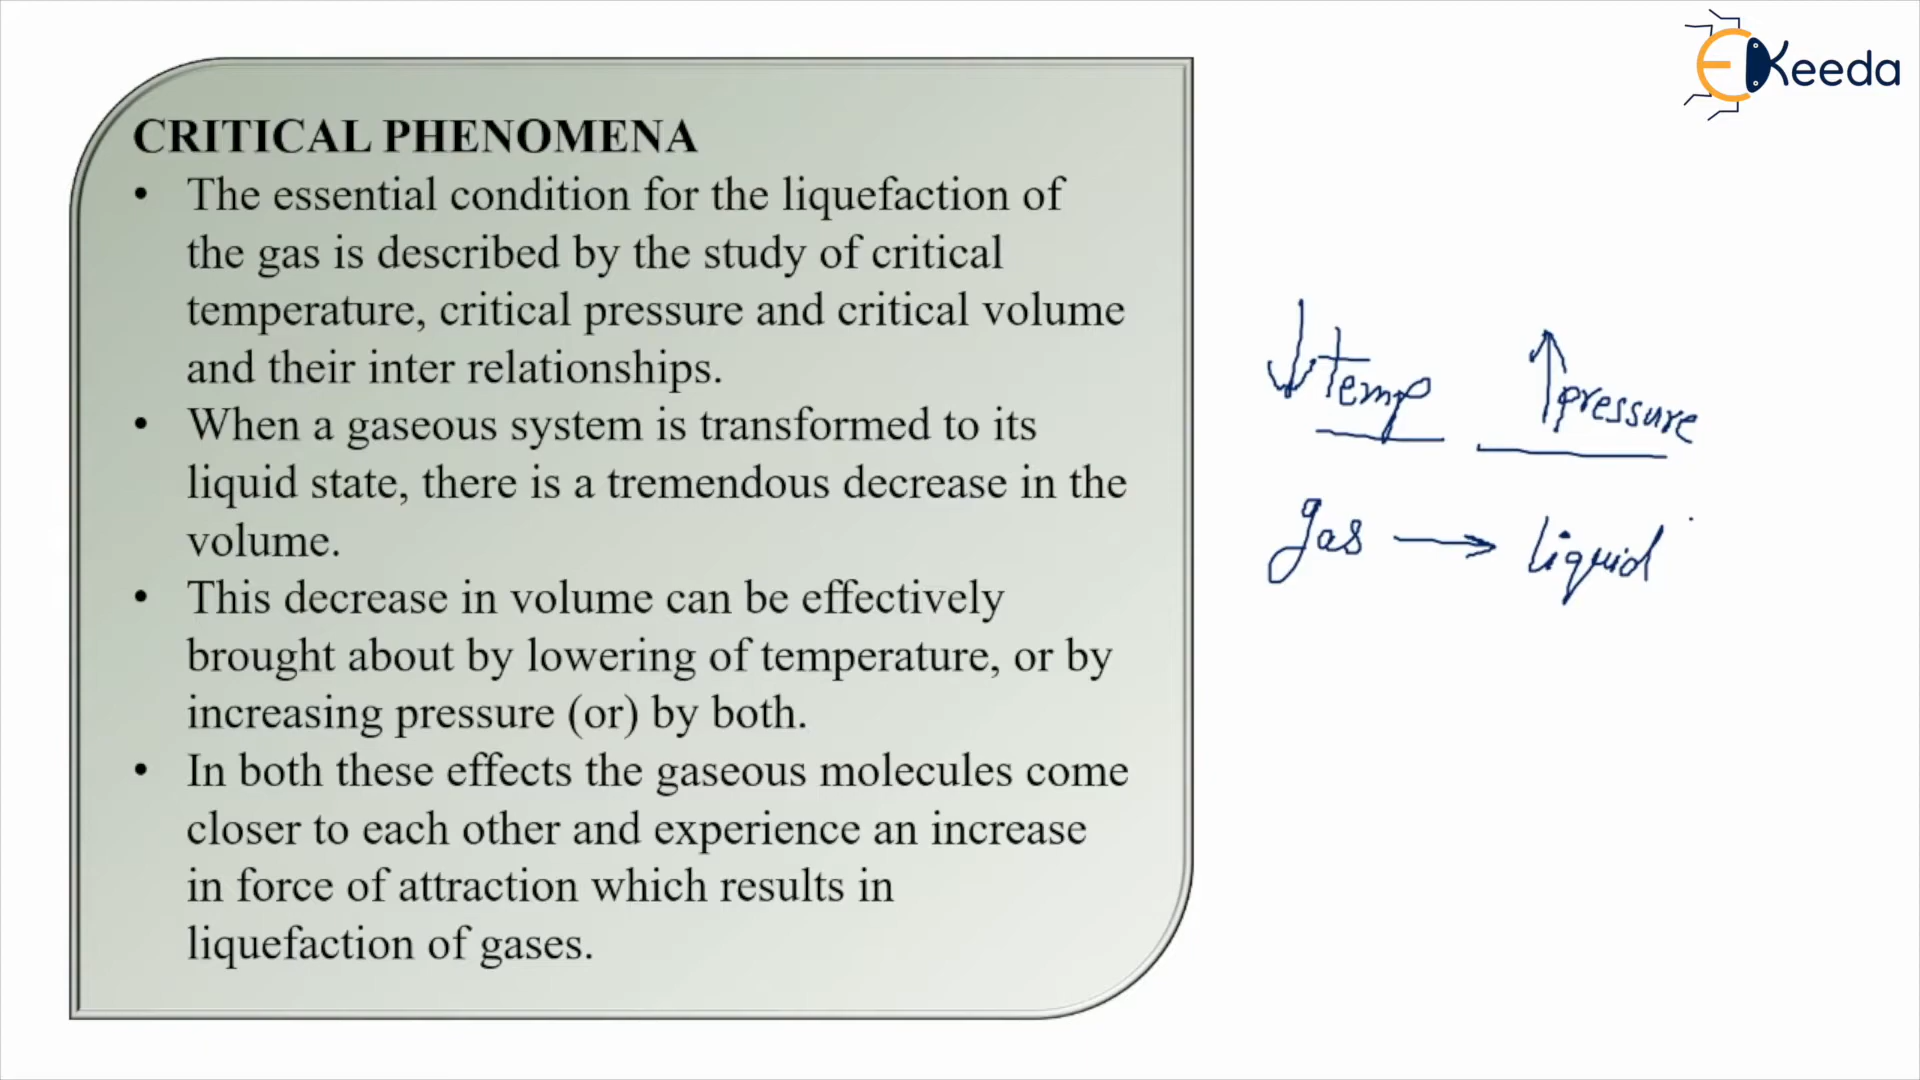 CRITICAL PHENOMENA
• The essential condition for the liquefaction of
the gas is described by the study of critical
temperature, critical pressure and critical volume
and their inter relationships.
• When a gaseous system is transformed to its
liquid state, there is a tremendous decrease in the
volume.
• This decrease in volume can be effectively
brought about by lowering of temperature, or by
increasing pressure (or) by both.
• In both these effects the gaseous molecules come
closer to each other and experience an increase
in force of attraction which results in
liquefaction of gases.
EKeeda
↓temp ↑pressure
gas → liquid